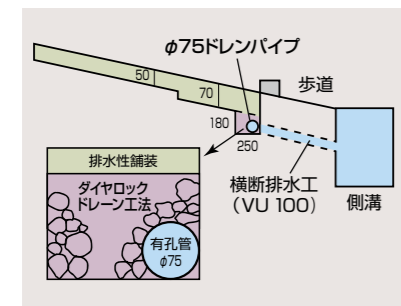 φ75ドレンパイプ
50
70
歩道
180
250
排水性舗装
ダイヤロック
ドレーン工法
有孔管
φ75
横断排水工
（VU 100）
側溝